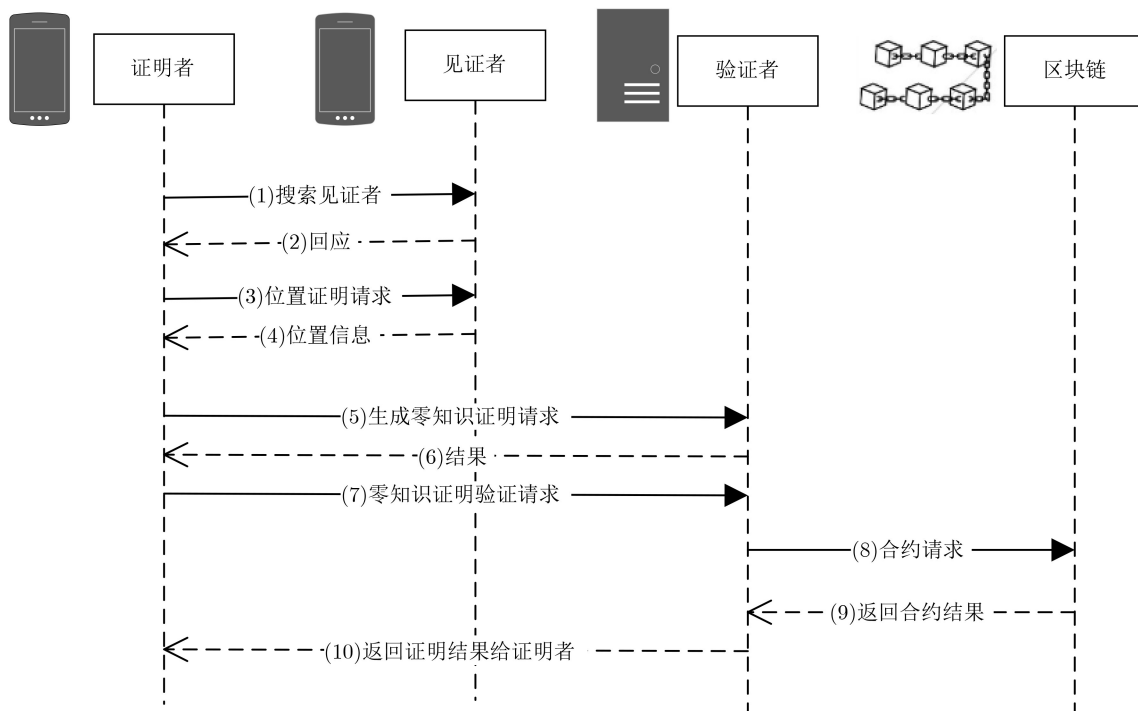 证明者
见证者
验证者
区块链
(1)搜索见证者
(2)回应
(3)位置证明请求
(4)位置信息
(5)生成零知识证明请求
(6)结果
(7)零知识证明验证请求
(8)合约请求
(9)返回合约结果
(10)返回证明结果给证明者